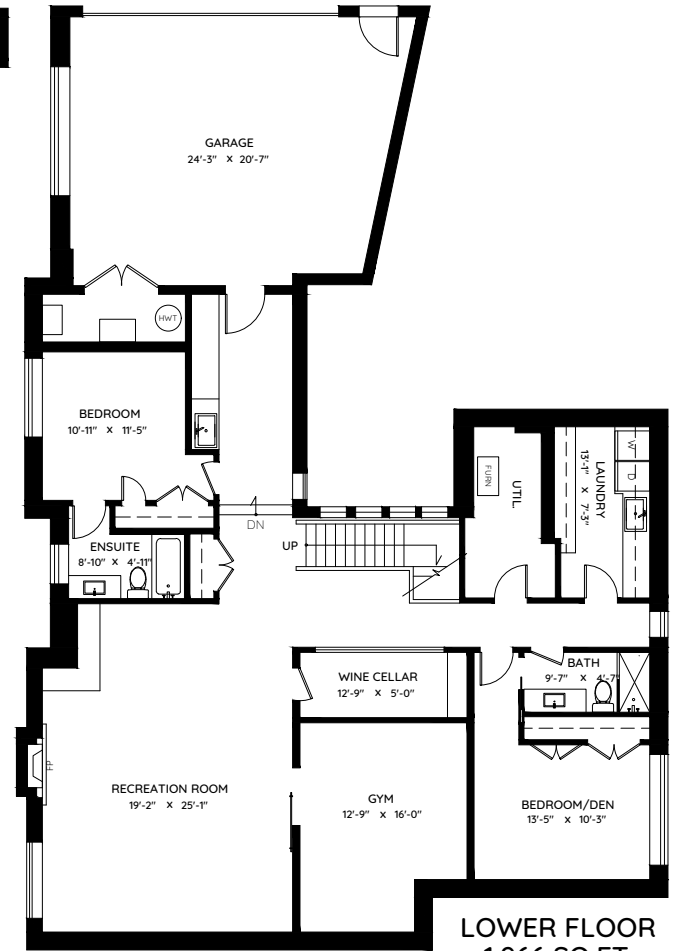 GARAGE
24'-3" x 20'-7"
HWT
BEDROOM
10'-11" x 11'-5"
DN
UP
ENSUITE
8'-10" x 4'-11"
FURN
UTIL
LAUNDRY
13'-1" x 7'-3"
W
D
WINE CELLAR
12'-9" x 5'-0"
BATH
9'-7" x 4'-7"
FP
RECREATION ROOM
19'-2" x 25'-1"
GYM
12'-9" x 16'-0"
BEDROOM/DEN
13'-5" x 10'-3"
LOWER FLOOR